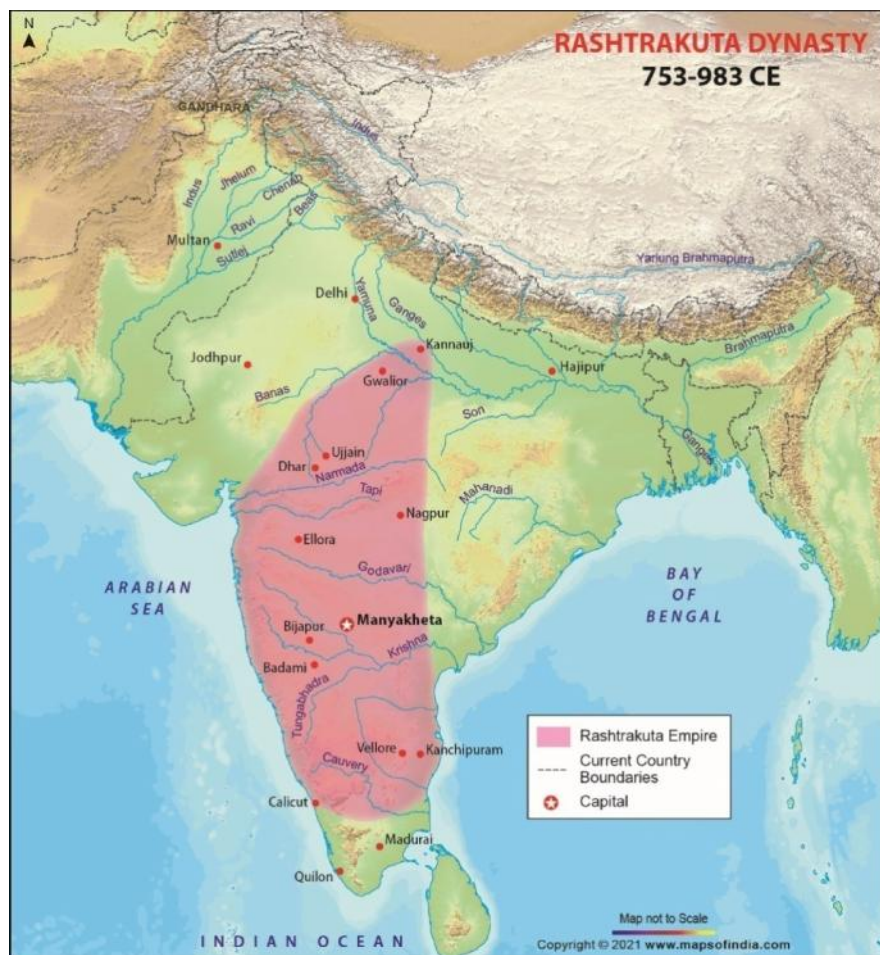 N
RASHTRAKUTA DYNASTY
753-983 CE
GANDHARA
Indus
Indus
Jhelum
Chenab
Ravi
Beas
Multan
Sutlej
Yarlung Brahmaputra
Delhi
Yamuna
Ganges
Brahmaputra
Kannauj
Jodhpur
Gwalior
Hajipur
Banas
Son
Ganges
Ujjain
Dhar
Narmada
Tapi
Mahanadi
Nagpur
Ellora
Godavari
ARABIAN
SEA
BAY
OF
BENGAL
Manyakheta
Bijapur
Krishna
Badami
Tungabhadra
Rashtrakuta Empire
Current Country
Boundaries
Capital
Vellore
Kanchipuram
Cauvery
Calicut
Madurai
Quilon
Map not to Scale
INDIAN OCEAN
Copyright © 2021 www.mapsofindia.com